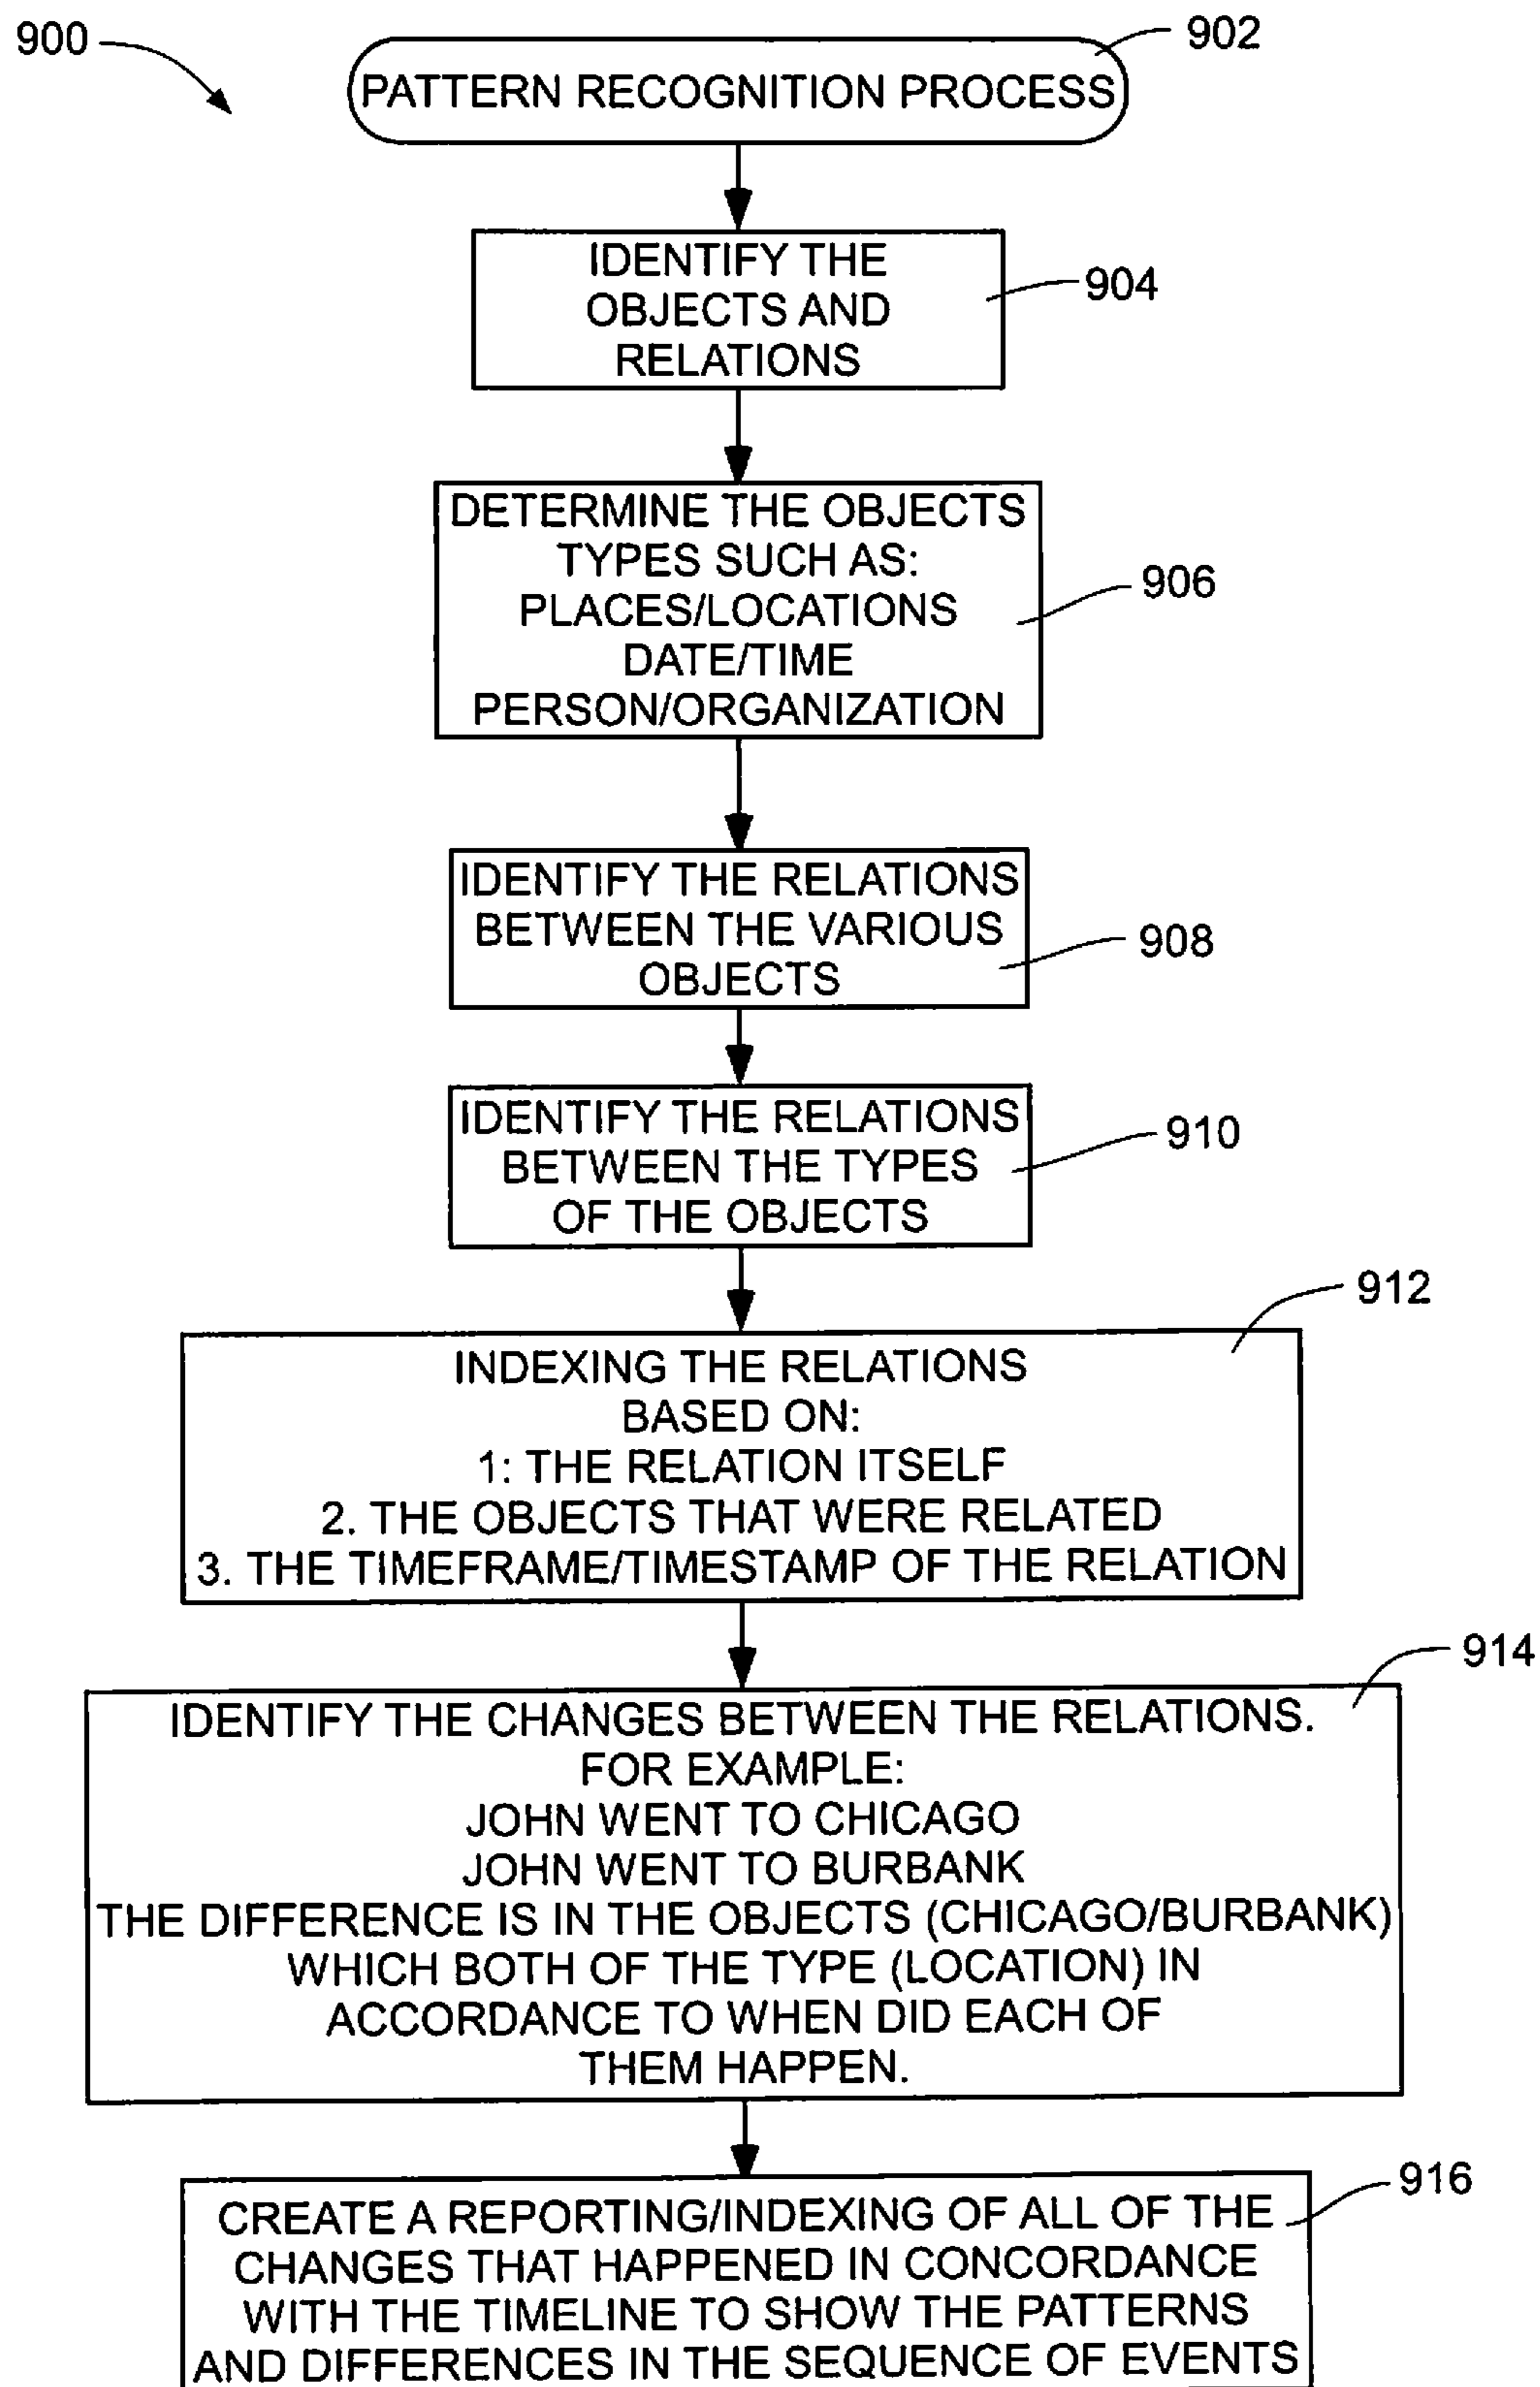 900
902
PATTERN RECOGNITION PROCESS
IDENTIFY THE
OBJECTS AND
RELATIONS
904
DETERMINE THE OBJECTS
TYPES SUCH AS:
PLACES/LOCATIONS
DATE/TIME
PERSON/ORGANIZATION
906
IDENTIFY THE RELATIONS
BETWEEN THE VARIOUS
OBJECTS
908
IDENTIFY THE RELATIONS
BETWEEN THE TYPES
OF THE OBJECTS
910
912
INDEXING THE RELATIONS
BASED ON:
1: THE RELATION ITSELF
2. THE OBJECTS THAT WERE RELATED
3. THE TIMEFRAME/TIMESTAMP OF THE RELATION
914
IDENTIFY THE CHANGES BETWEEN THE RELATIONS.
FOR EXAMPLE:
JOHN WENT TO CHICAGO
JOHN WENT TO BURBANK
THE DIFFERENCE IS IN THE OBJECTS (CHICAGO/BURBANK)
WHICH BOTH OF THE TYPE (LOCATION) IN
ACCORDANCE TO WHEN DID EACH OF
THEM HAPPEN.
916
CREATE A REPORTING/INDEXING OF ALL OF THE
CHANGES THAT HAPPENED IN CONCORDANCE
WITH THE TIMELINE TO SHOW THE PATTERNS
AND DIFFERENCES IN THE SEQUENCE OF EVENTS